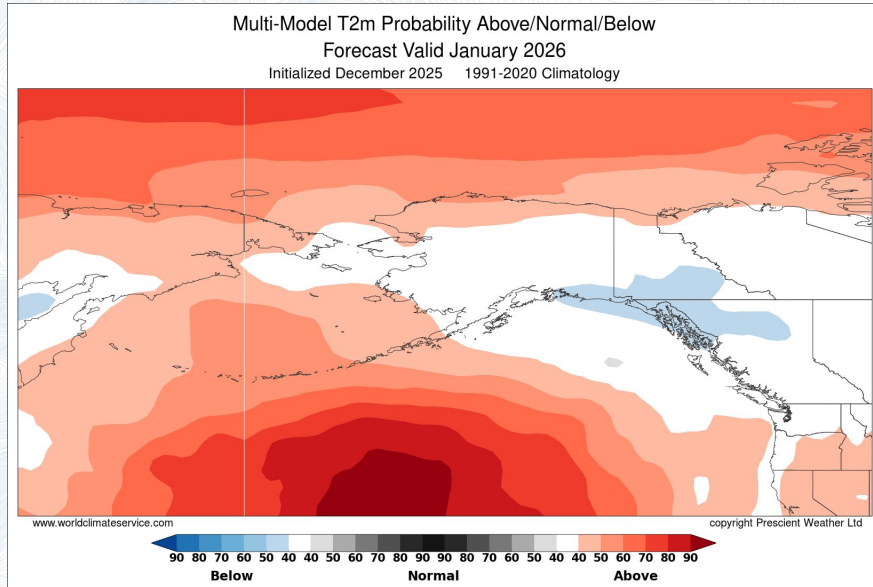 Multi-Model T2m Probability Above/Normal/Below
Forecast Valid January 2026
Initialized December 2025 1991-2020 Climatology
www.worldclimateservice.com copyright Prescient Weather Ltd
90 80 70 60 50 40 40 50 60 70 80 90 90 80 70 60 50 40 40 50 60 70 80 90
Below Normal Above